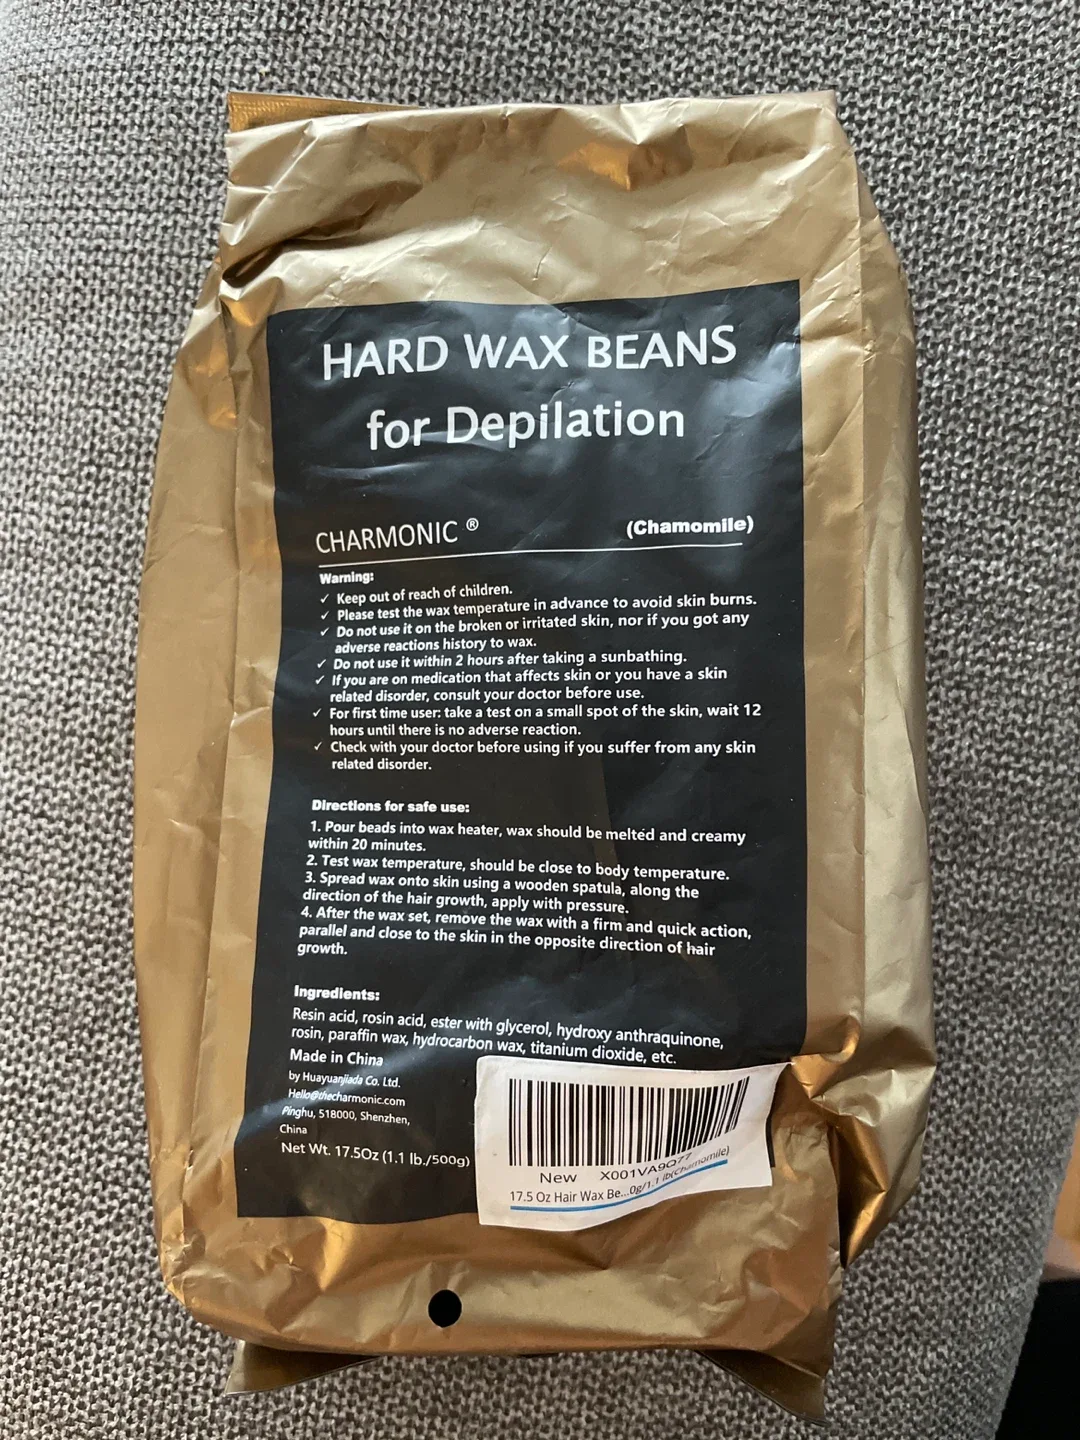 HARD WAX BEANS
for Depilation
CHARMONIC ® (Chamomile)
Warning:
✓ Keep out of reach of children.
✓ Please test the wax temperature in advance to avoid skin burns.
✓ Do not use it on the broken or irritated skin, nor if you got any
adverse reactions history to wax.
✓ Do not use it within 2 hours after taking a sunbathing.
✓ If you are on medication that affects skin or you have a skin
related disorder, consult your doctor before use.
✓ For first time user: take a test on a small spot of the skin, wait 12
hours until there is no adverse reaction.
✓ Check with your doctor before using if you suffer from any skin
related disorder.
Directions for safe use:
1. Pour beads into wax heater, wax should be melted and creamy
within 20 minutes.
2. Test wax temperature, should be close to body temperature.
3. Spread wax onto skin using a wooden spatula, along the
direction of the hair growth, apply with pressure.
4. After the wax set, remove the wax with a firm and quick action,
parallel and close to the skin in the opposite direction of hair
growth.
Ingredients:
Resin acid, rosin acid, ester with glycerol, hydroxy anthraquinone,
rosin, paraffin wax, hydrocarbon wax, titanium dioxide, etc.
Made in China
by Huayuanjiada Co. Ltd.
Hello@thecharmonic.com
Pinghu, 518000, Shenzhen,
China
Net Wt. 17.5Oz (1.1 lb./500g)
New X001VA9O77
17.5 Oz Hair Wax Be...0g/1.1 lb(Chamomile)